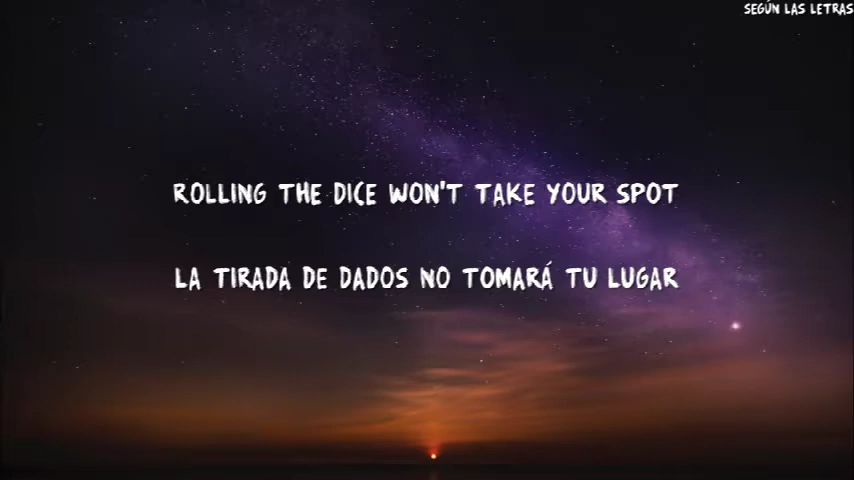 SEGÚN LAS LETRAS
ROLLING THE DICE WON'T TAKE YOUR SPOT
LA TIRADA DE DADOS NO TOMARÁ TU LUGAR